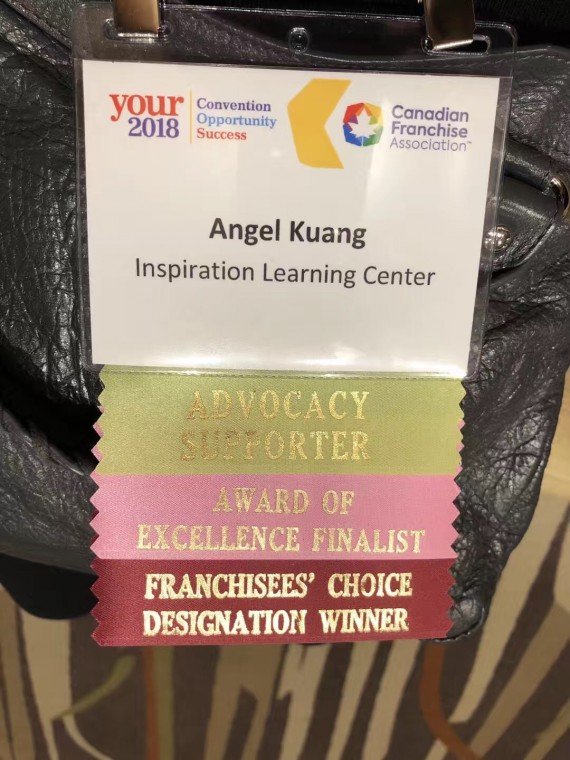 your
2018
Convention
Opportunity
Success
Canadian
Franchise
Association™
Angel Kuang
Inspiration Learning Center
ADVOCACY
SUPPORTER
AWARD OF
EXCELLENCE FINALIST
FRANCHISEES' CHOICE
DESIGNATION WINNER